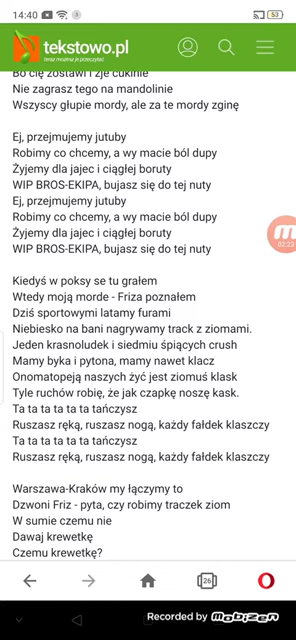 14:40
53
tekstowo.pl
teraz możesz je przeczytać
Bo cię zostawi i zje cukinie
Nie zagrasz tego na mandolinie
Wszyscy głupie mordy, ale za te mordy zginę
Ej, przejmujemy jutuby
Robimy co chcemy, a wy macie ból dupy
Żyjemy dla jajec i ciągłej boruty
WIP BROS-EKIPA, bujasz się do tej nuty
Ej, przejmujemy jutuby
Robimy co chcemy, a wy macie ból dupy
Żyjemy dla jajec i ciągłej boruty
WIP BROS-EKIPA, bujasz się do tej nuty
02:23
Kiedyś w poksy se tu grałem
Wtedy moją morde - Friza poznałem
Dziś sportowymi latamy furami
Niebiesko na bani nagrywamy track z ziomami.
Jeden krasnoludek i siedmiu śpiących crush
Mamy byka i pytona, mamy nawet klacz
Onomatopeją naszych żyć jest ziomuś klask
Tyle ruchów robię, że jak czapkę noszę kask.
Ta ta ta ta ta ta tańczysz
Ruszasz ręką, ruszasz nogą, każdy fałdek klaszczy
Ta ta ta ta ta ta tańczysz
Ruszasz ręką, ruszasz nogą, każdy fałdek klaszczy
Warszawa-Kraków my łączymy to
Dzwoni Friz - pyta, czy robimy traczek ziom
W sumie czemu nie
Dawaj krewetkę
Czemu krewetkę?
26
Recorded by Mobizen